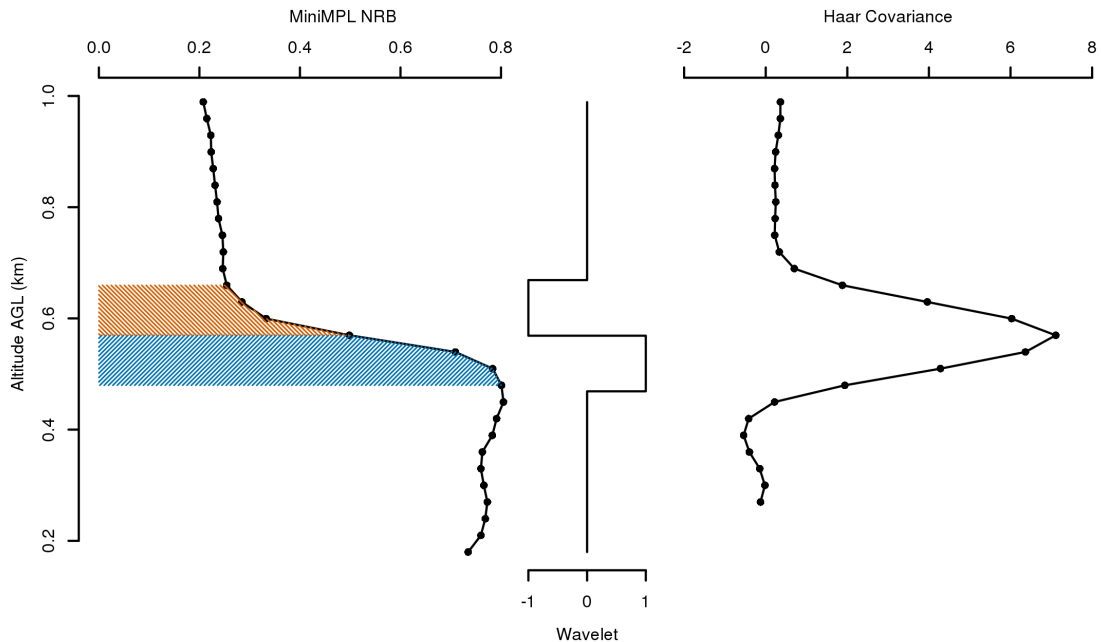 MiniMPL NRB
Haar Covariance
0.0 0.2 0.4 0.6 0.8
-2 0 2 4 6 8
Altitude AGL (km)
1.0
0.8
0.6
0.4
0.2
-1 0 1
Wavelet